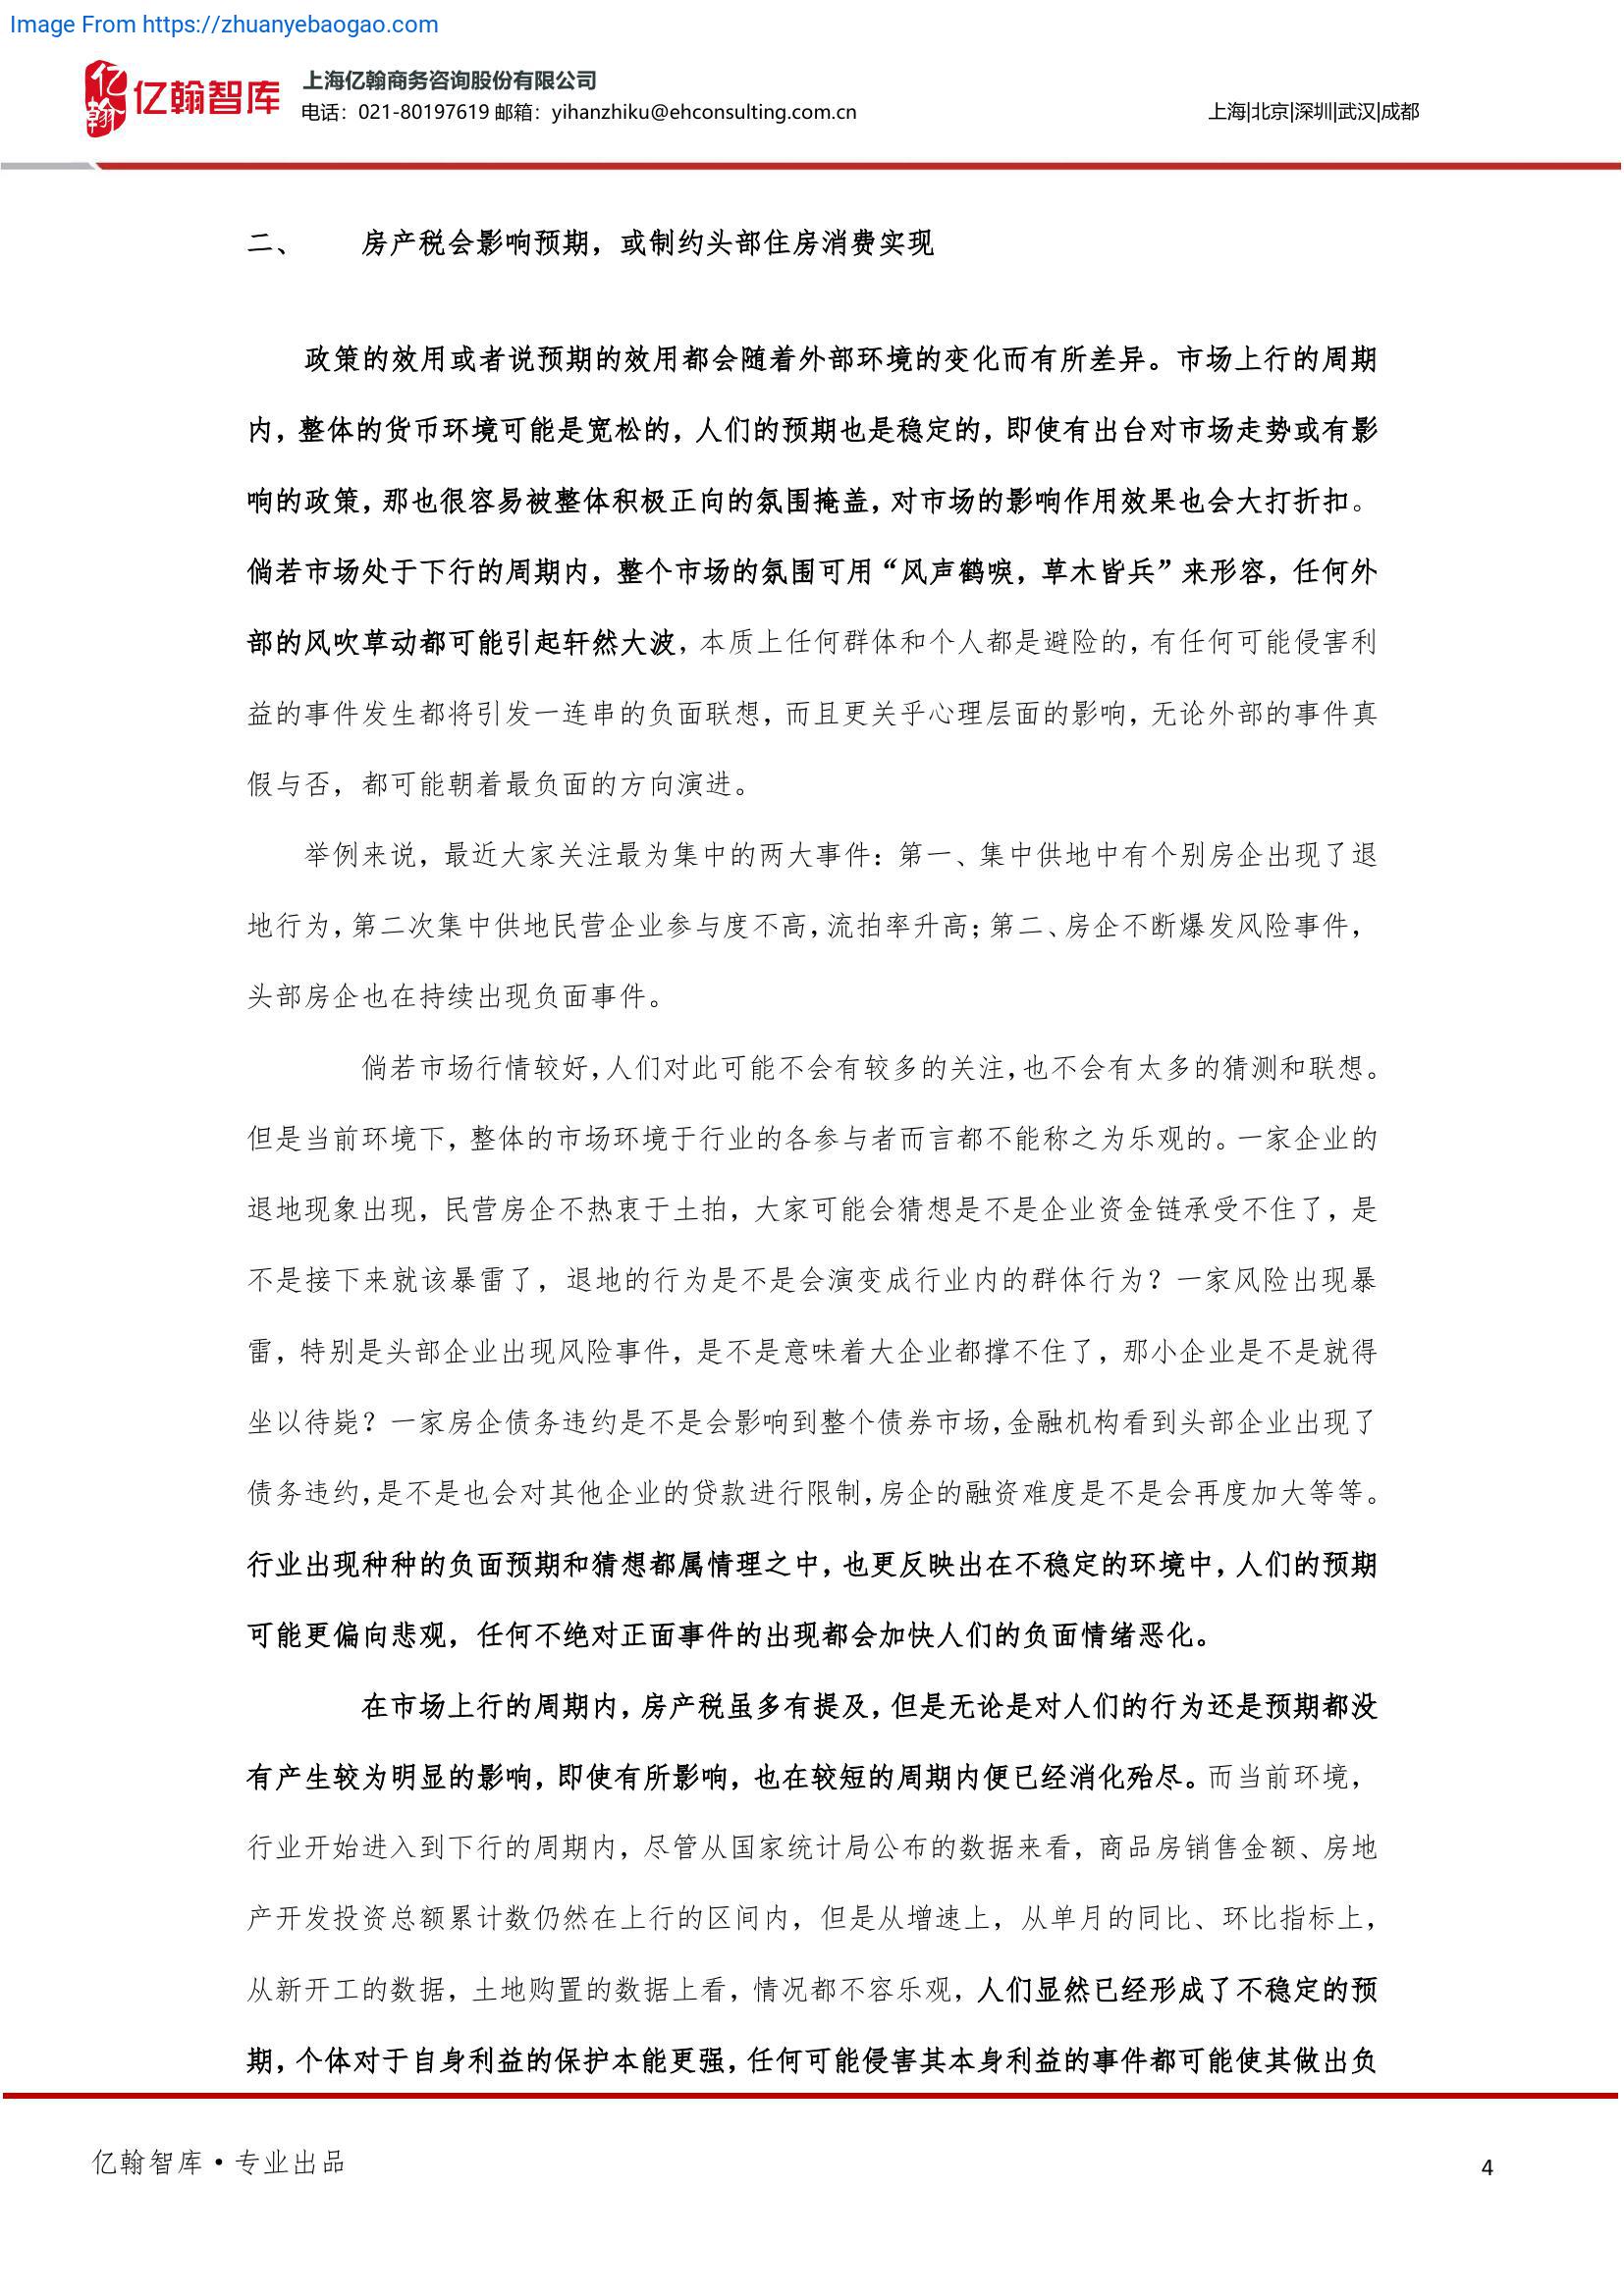 Image From https://zhuanyebaogao.com
亿翰
亿翰智库
上海亿翰商务咨询股份有限公司
电话：021-80197619 邮箱：yihanzhiku@ehconsulting.com.cn
上海|北京|深圳|武汉|成都
二、 房产税会影响预期，或制约头部住房消费实现
政策的效用或者说预期的效用都会随着外部环境的变化而有所差异。市场上行的周期
内，整体的货币环境可能是宽松的，人们的预期也是稳定的，即使有出台对市场走势或有影
响的政策，那也很容易被整体积极正向的氛围掩盖，对市场的影响作用效果也会大打折扣。
倘若市场处于下行的周期内，整个市场的氛围可用“风声鹤唳，草木皆兵”来形容，任何外
部的风吹草动都可能引起轩然大波，本质上任何群体和个人都是避险的，有任何可能侵害利
益的事件发生都将引发一连串的负面联想，而且更关乎心理层面的影响，无论外部的事件真
假与否，都可能朝着最负面的方向演进。
举例来说，最近大家关注最为集中的两大事件：第一、集中供地中有个别房企出现了退
地行为，第二次集中供地民营企业参与度不高，流拍率升高；第二、房企不断爆发风险事件，
头部房企也在持续出现负面事件。
倘若市场行情较好，人们对此可能不会有较多的关注，也不会有太多的猜测和联想。
但是当前环境下，整体的市场环境于行业的各参与者而言都不能称之为乐观的。一家企业的
退地现象出现，民营房企不热衷于土拍，大家可能会猜想是不是企业资金链承受不住了，是
不是接下来就该暴雷了，退地的行为是不是会演变成行业内的群体行为？一家风险出现暴
雷，特别是头部企业出现风险事件，是不是意味着大企业都撑不住了，那小企业是不是就得
坐以待毙？一家房企债务违约是不是会影响到整个债券市场，金融机构看到头部企业出现了
债务违约，是不是也会对其他企业的贷款进行限制，房企的融资难度是不是会再度加大等等。
行业出现种种的负面预期和猜想都属情理之中，也更反映出在不稳定的环境中，人们的预期
可能更偏向悲观，任何不绝对正面事件的出现都会加快人们的负面情绪恶化。
在市场上行的周期内，房产税虽多有提及，但是无论是对人们的行为还是预期都没
有产生较为明显的影响，即使有所影响，也在较短的周期内便已经消化殆尽。而当前环境，
行业开始进入到下行的周期内，尽管从国家统计局公布的数据来看，商品房销售金额、房地
产开发投资总额累计数仍然在上行的区间内，但是从增速上，从单月的同比、环比指标上，
从新开工的数据，土地购置的数据上看，情况都不容乐观，人们显然已经形成了不稳定的预
期，个体对于自身利益的保护本能更强，任何可能侵害其本身利益的事件都可能使其做出负
亿翰智库•专业出品
4